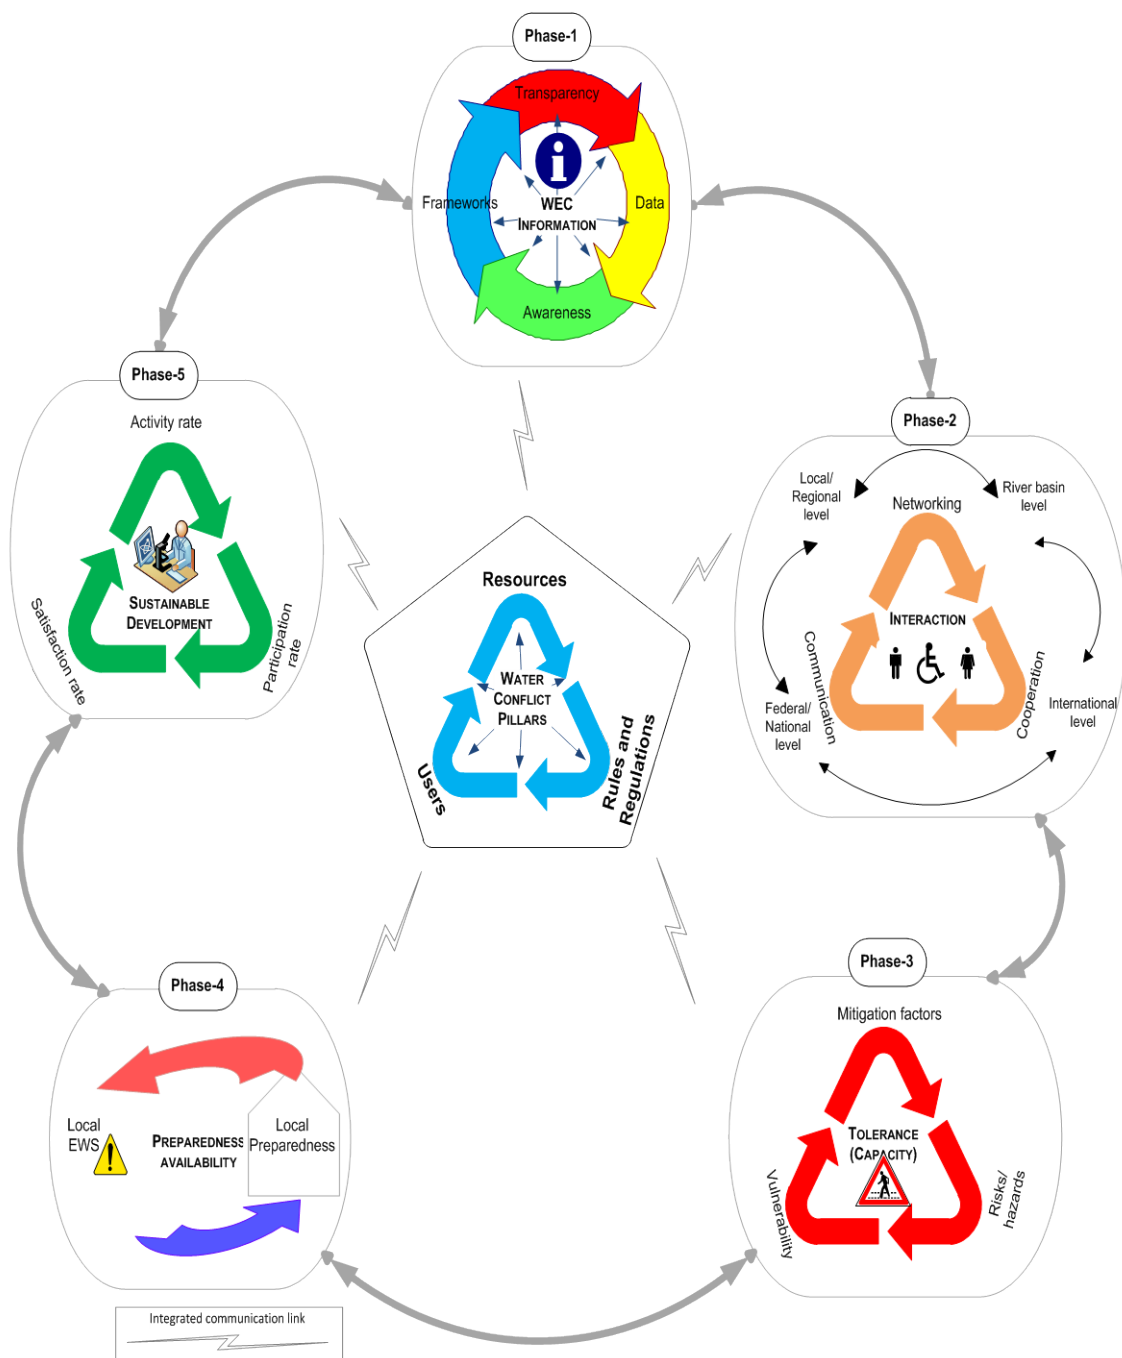 Phase-1
Transparency
Frameworks
WEC
INFORMATION
Data
Awareness
Phase-5
Activity rate
SUSTAINABLE
DEVELOPMENT
Satisfaction rate
Participation
rate
Phase-2
Local/
Regional
level
River basin
level
Networking
INTERACTION
Communication
Cooperation
Federal/
National
level
International
level
Resources
WATER
CONFLICT
PILLARS
Users
Rules and
Regulations
Phase-4
Local
EWS
PREPAREDNESS
AVAILABILITY
Local
Preparedness
Phase-3
Mitigation factors
TOLERANCE
(CAPACITY)
Vulnerability
Risks/
hazards
Integrated communication link